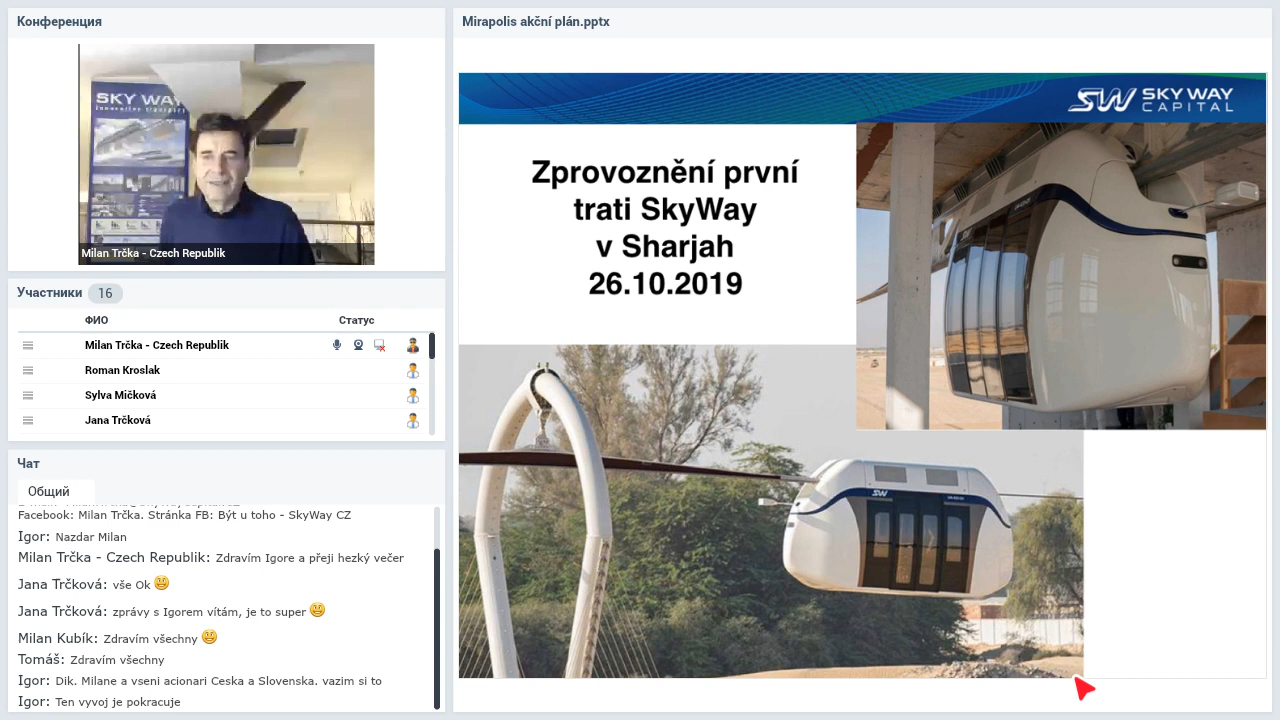 Конференция
SKY WAY
Milan Trčka - Czech Republik
Участники 16
ФИО Статус
Milan Trčka - Czech Republik
Roman Kroslak
Sylva Mičková
Jana Trčková
Чат
Общий
Facebook: Milan Trčka. Stránka FB: Být u toho - SkyWay CZ
Igor: Nazdar Milan
Milan Trčka - Czech Republik: Zdravím Igore a přeji hezký večer
Jana Trčková: vše Ok
Jana Trčková: zprávy s Igorem vítám, je to super
Milan Kubík: Zdravím všechny
Tomáš: Zdravím všechny
Igor: Dik. Milane a vseni acionari Ceska a Slovenska. vazim si to
Igor: Ten vyvoj je pokracuje
Mirapolis akční plán.pptx
SW SKY WAY
CAPITAL
Zprovoznění první
trati SkyWay
v Sharjah
26.10.2019
SW